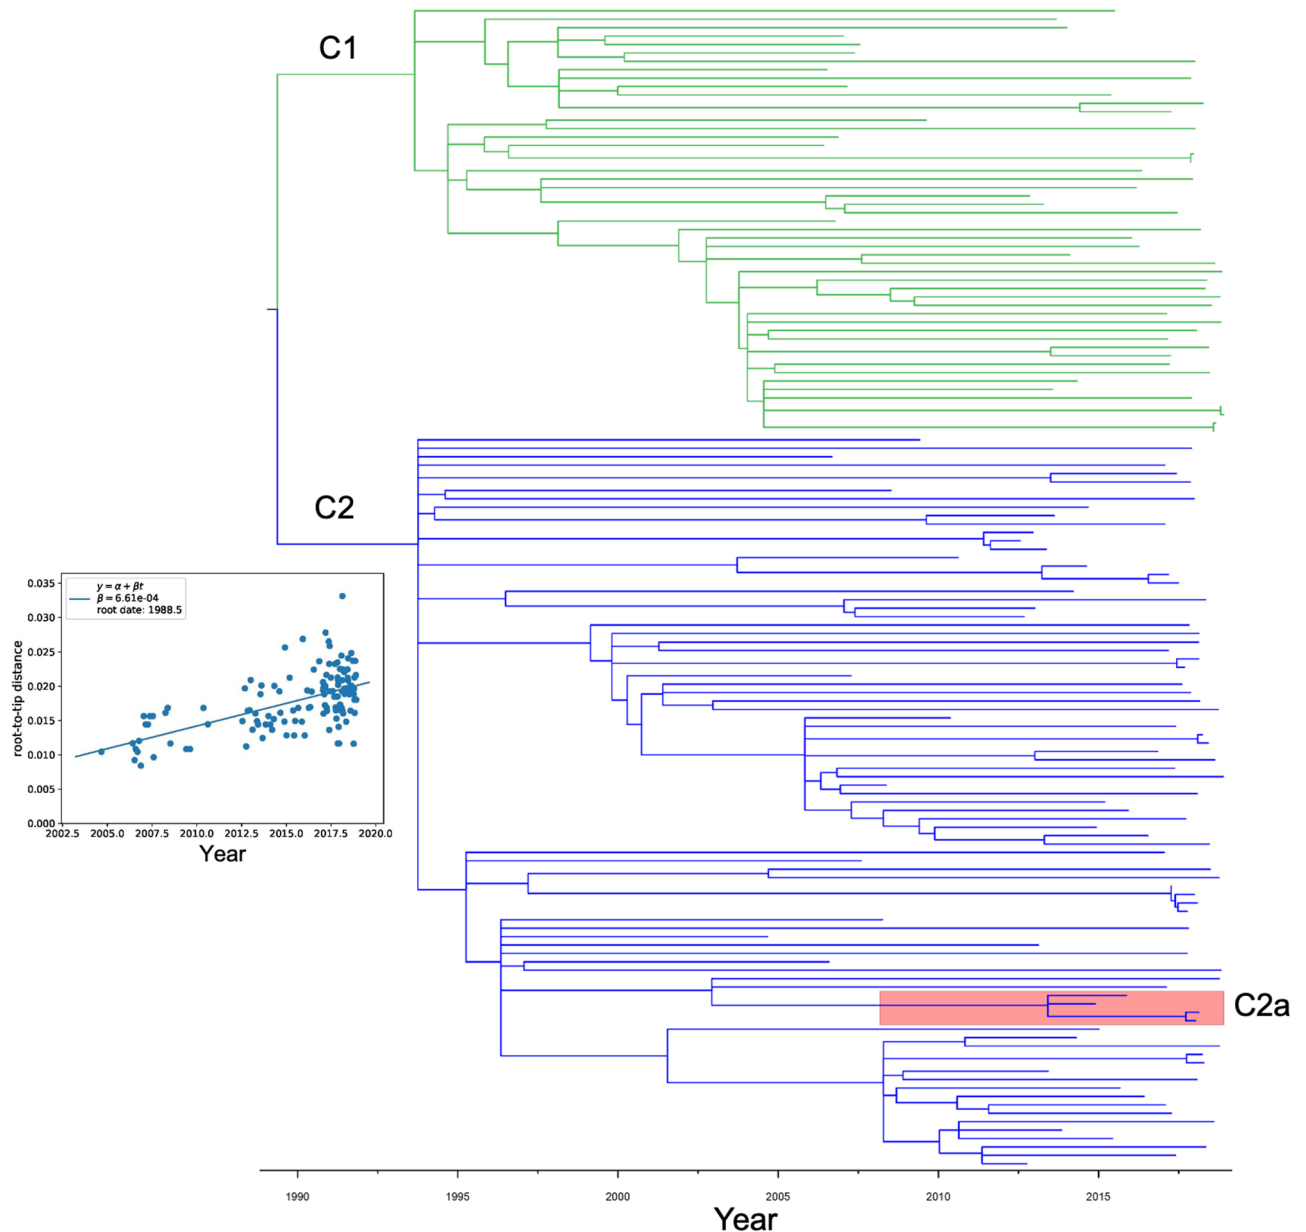 C1
C2
y = α + βt
β = 6.61e-04
root date: 1988.5
0.035
0.030
0.025
0.020
0.015
0.010
0.005
0.000
root-to-tip distance
2002.5 2005.0 2007.5 2010.0 2012.5 2015.0 2017.5 2020.0
Year
C2a
1990 1995 2000 2005 2010 2015
Year